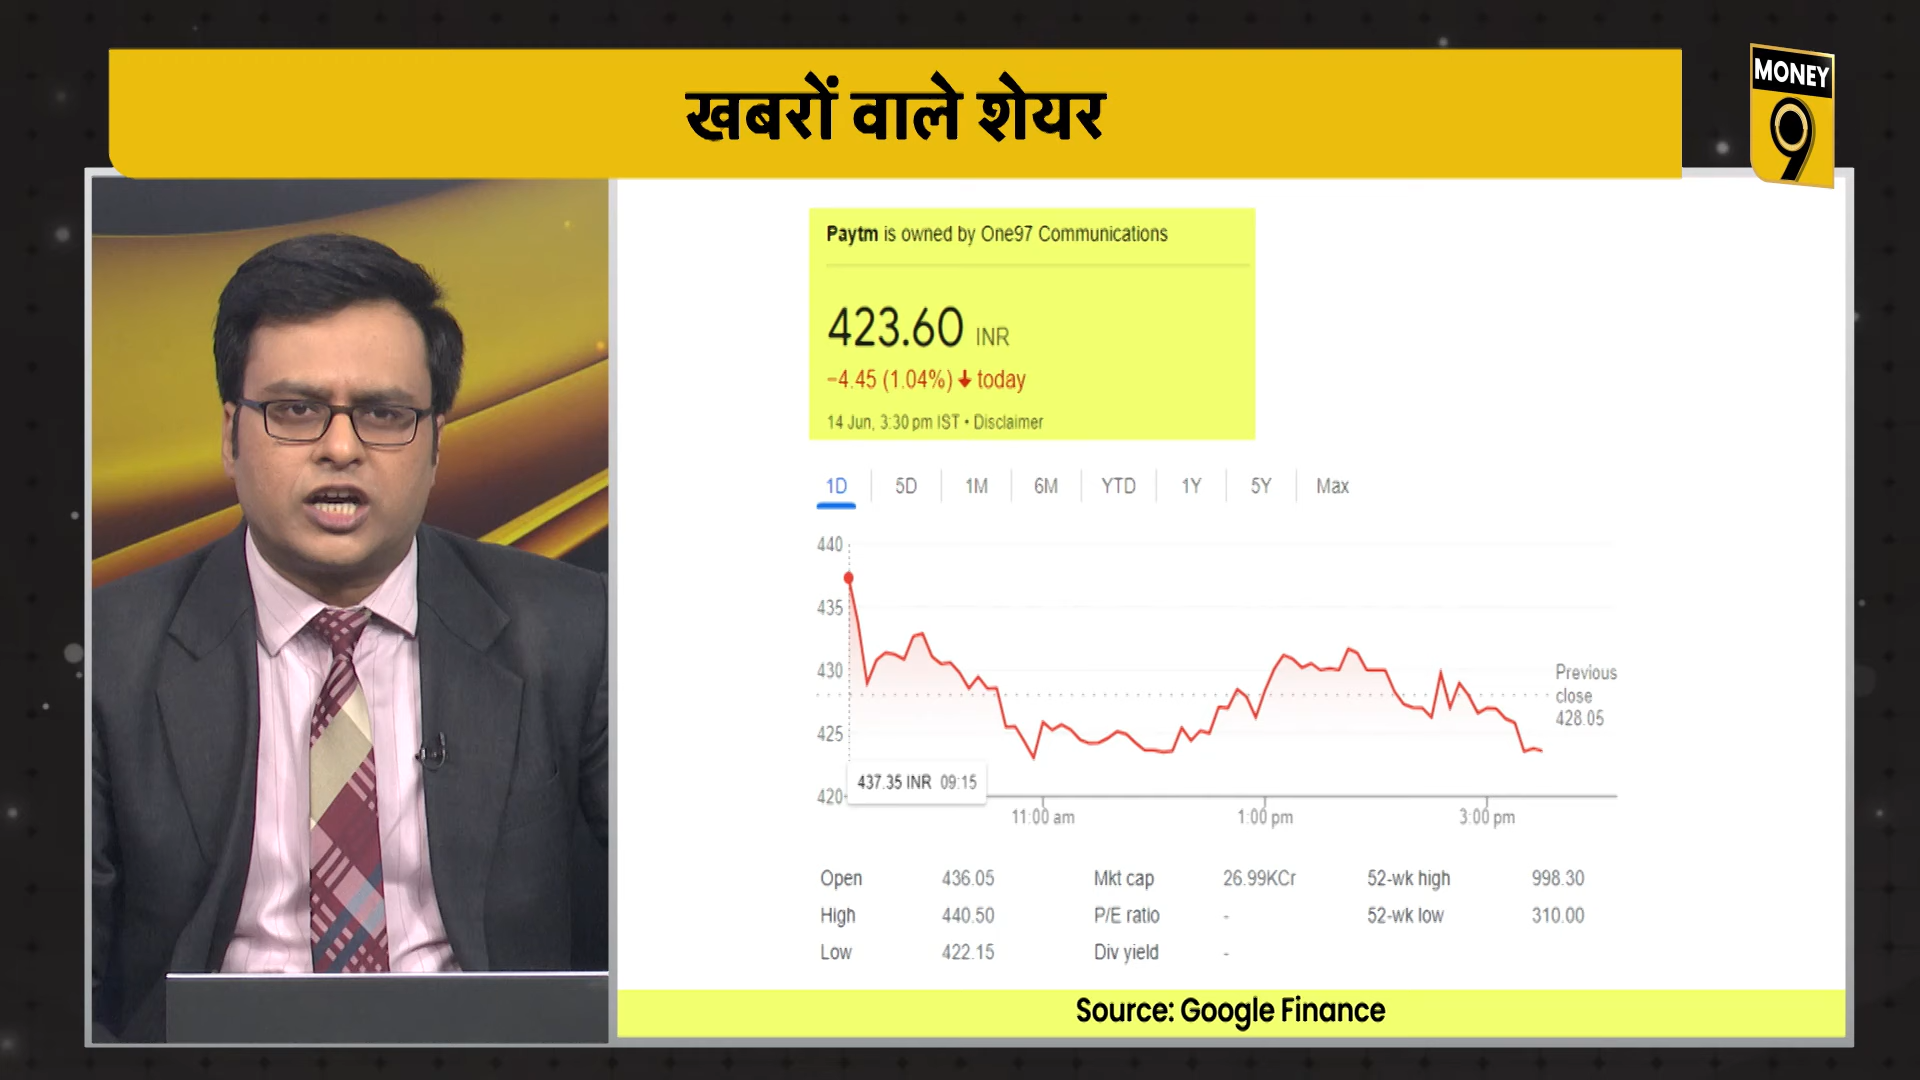 खबरों वाले शेयर
MONEY
9
Paytm is owned by One97 Communications
423.60 INR
−4.45 (1.04%) ↓ today
14 Jun, 3:30 pm IST • Disclaimer
1D 5D 1M 6M YTD 1Y 5Y Max
440
435
430
425
420
Previous
close
428.05
437.35 INR 09:15
11:00 am 1:00 pm 3:00 pm
Open 436.05 Mkt cap 26.99KCr 52-wk high 998.30
High 440.50 P/E ratio - 52-wk low 310.00
Low 422.15 Div yield -
Source: Google Finance